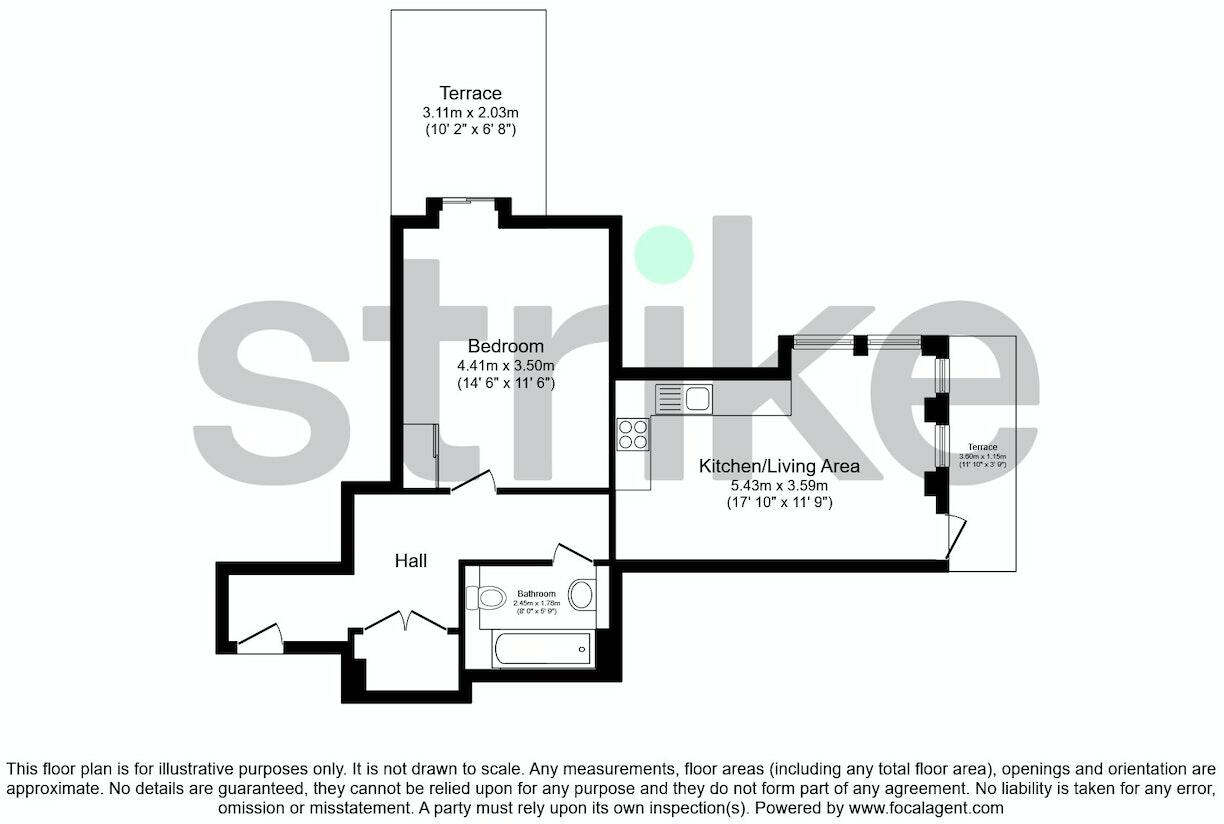 Terrace
3.11m x 2.03m
(10' 2" x 6' 8")
strike
Bedroom
4.41m x 3.50m
(14' 6" x 11' 6")
Kitchen/Living Area
5.43m x 3.59m
(17' 10" x 11' 9")
Terrace
3.60m x 1.15m
(11' 10" x 3' 9")
Hall
Bathroom
2.45m x 1.76m
(8' 0" x 5' 9")
This floor plan is for illustrative purposes only. It is not drawn to scale. Any measurements, floor areas (including any total floor area), openings and orientation are
approximate. No details are guaranteed, they cannot be relied upon for any purpose and they do not form part of any agreement. No liability is taken for any error,
omission or misstatement. A party must rely upon its own inspection(s). Powered by www.focalagent.com